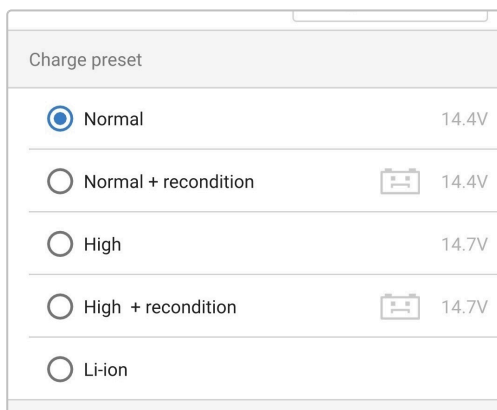 Charge preset
Normal 14.4V
Normal + recondition 14.4V
High 14.7V
High + recondition 14.7V
Li-ion